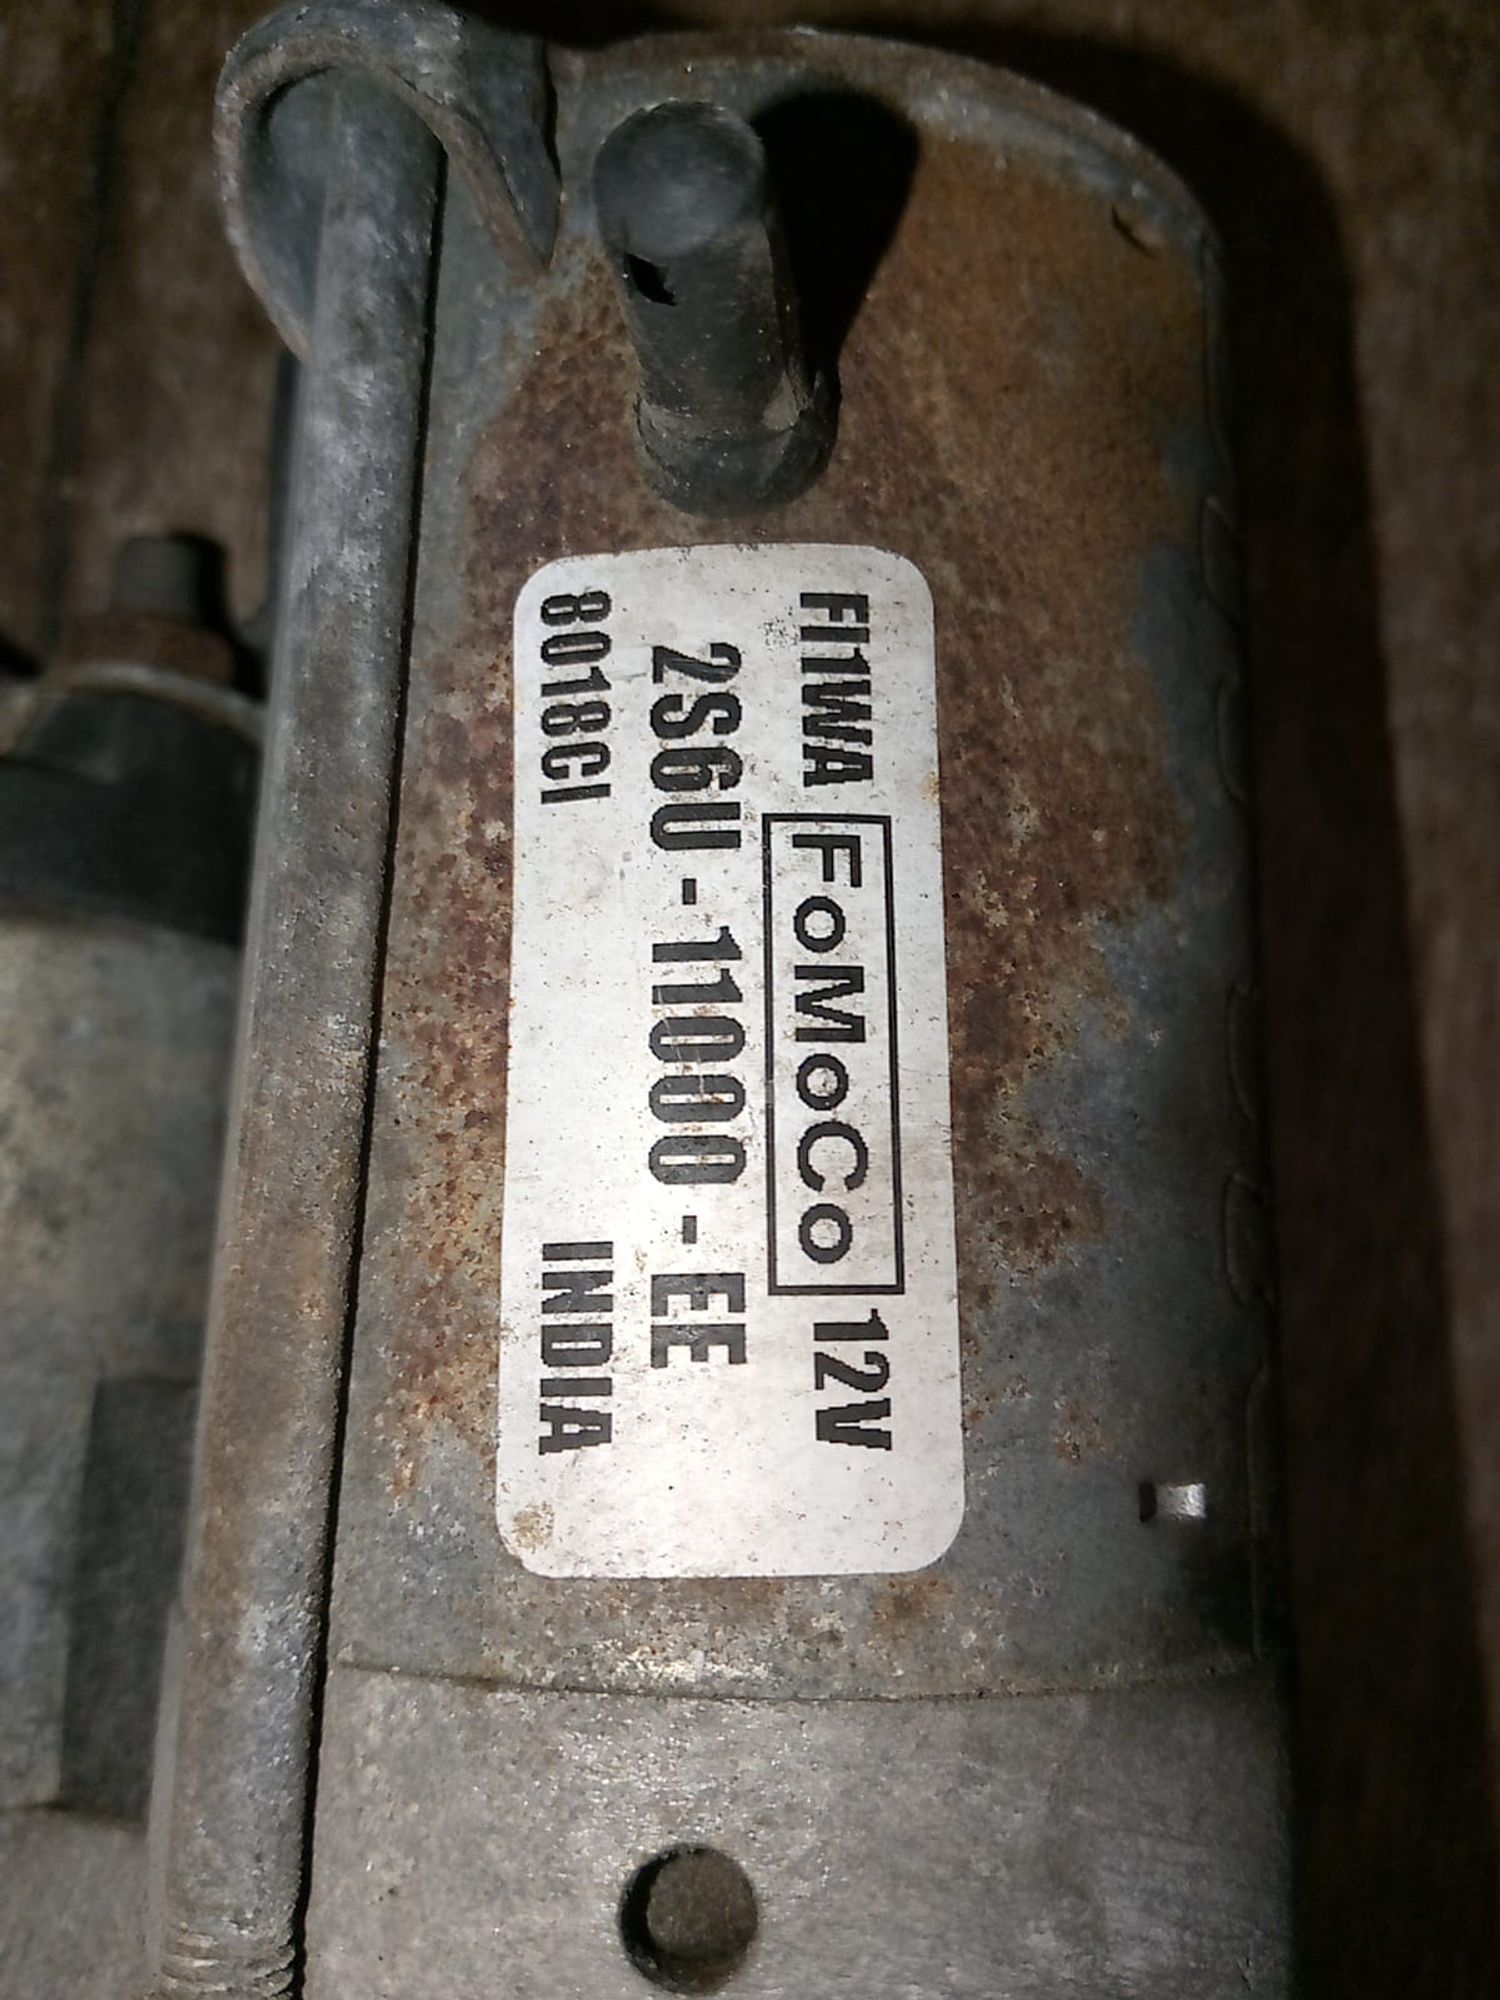 FI1WA FoMoCo 12V
2S6U-11000-EE
8018CI INDIA